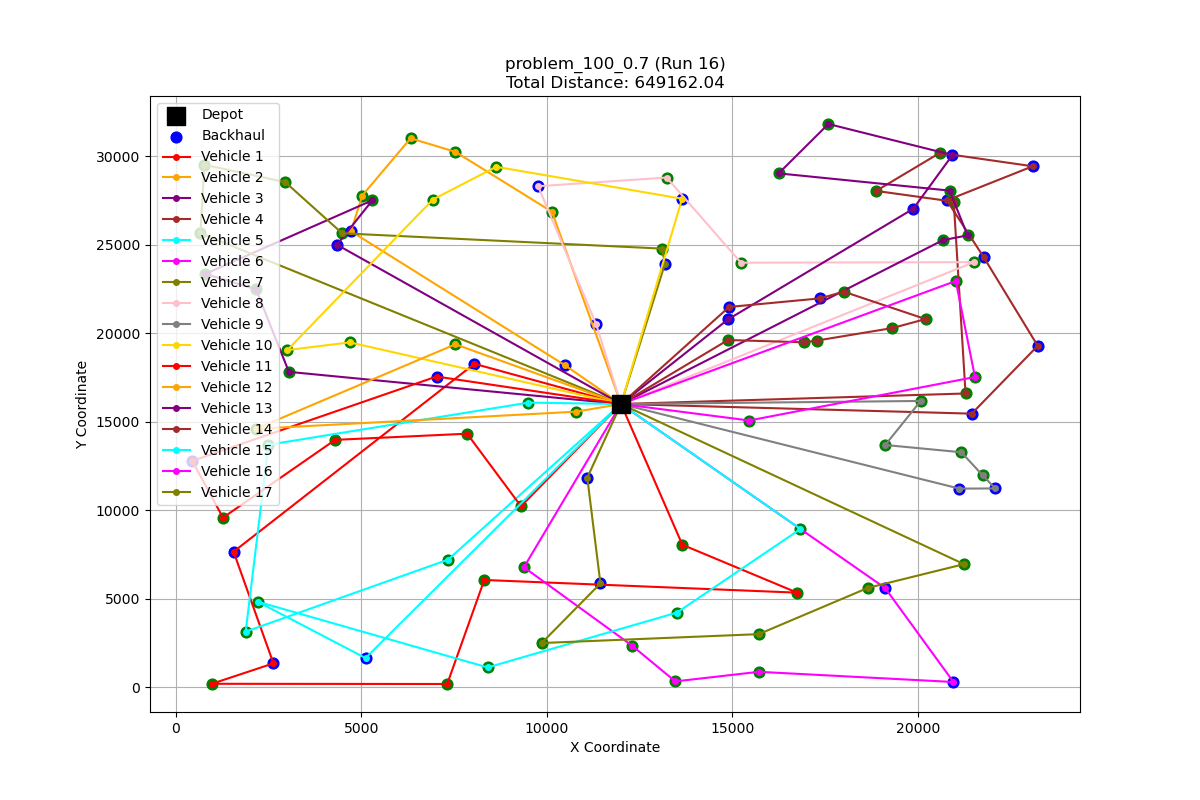 problem_100_0.7 (Run 16)
Total Distance: 649162.04
Depot
Backhaul
Vehicle 1
Vehicle 2
Vehicle 3
Vehicle 4
Vehicle 5
Vehicle 6
Vehicle 7
Vehicle 8
Vehicle 9
Vehicle 10
Vehicle 11
Vehicle 12
Vehicle 13
Vehicle 14
Vehicle 15
Vehicle 16
Vehicle 17
Y Coordinate
30000
25000
20000
15000
10000
5000
0
0 5000 10000 15000 20000
X Coordinate